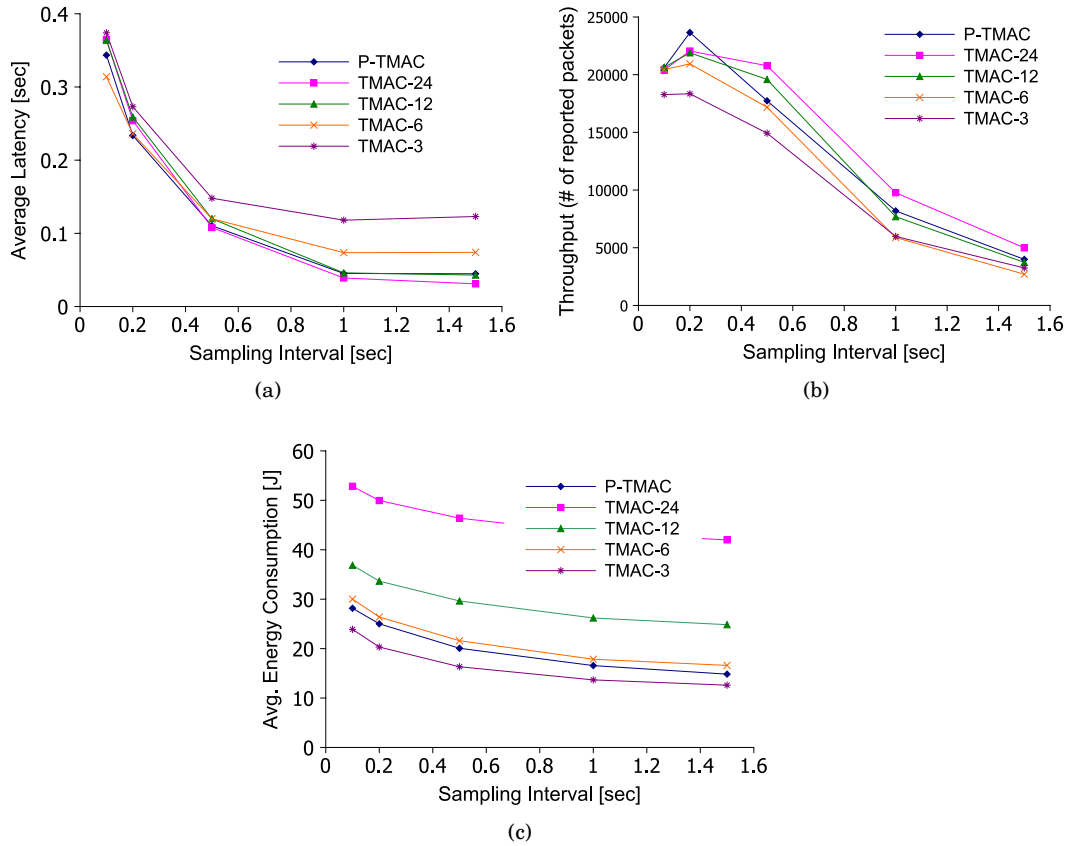 0.4
0.3
0.2
0.1
0
Average Latency [sec]
0 0.2 0.4 0.6 0.8 1 1.2 1.4 1.6
Sampling Interval [sec]
P-TMAC
TMAC-24
TMAC-12
TMAC-6
TMAC-3
(a)
25000
20000
15000
10000
5000
0
Throughput (# of reported packets)
0 0.2 0.4 0.6 0.8 1 1.2 1.4 1.6
Sampling Interval [sec]
P-TMAC
TMAC-24
TMAC-12
TMAC-6
TMAC-3
(b)
60
50
40
30
20
10
0
Avg. Energy Consumption [J]
0 0.2 0.4 0.6 0.8 1 1.2 1.4 1.6
Sampling Interval [sec]
P-TMAC
TMAC-24
TMAC-12
TMAC-6
TMAC-3
(c)